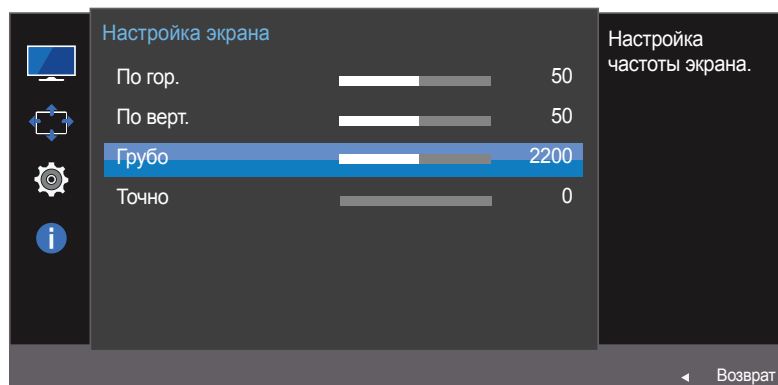 Настройка экрана
По гор. 50
По верт. 50
Грубо 2200
Точно 0
Настройка
частоты экрана.
Возврат